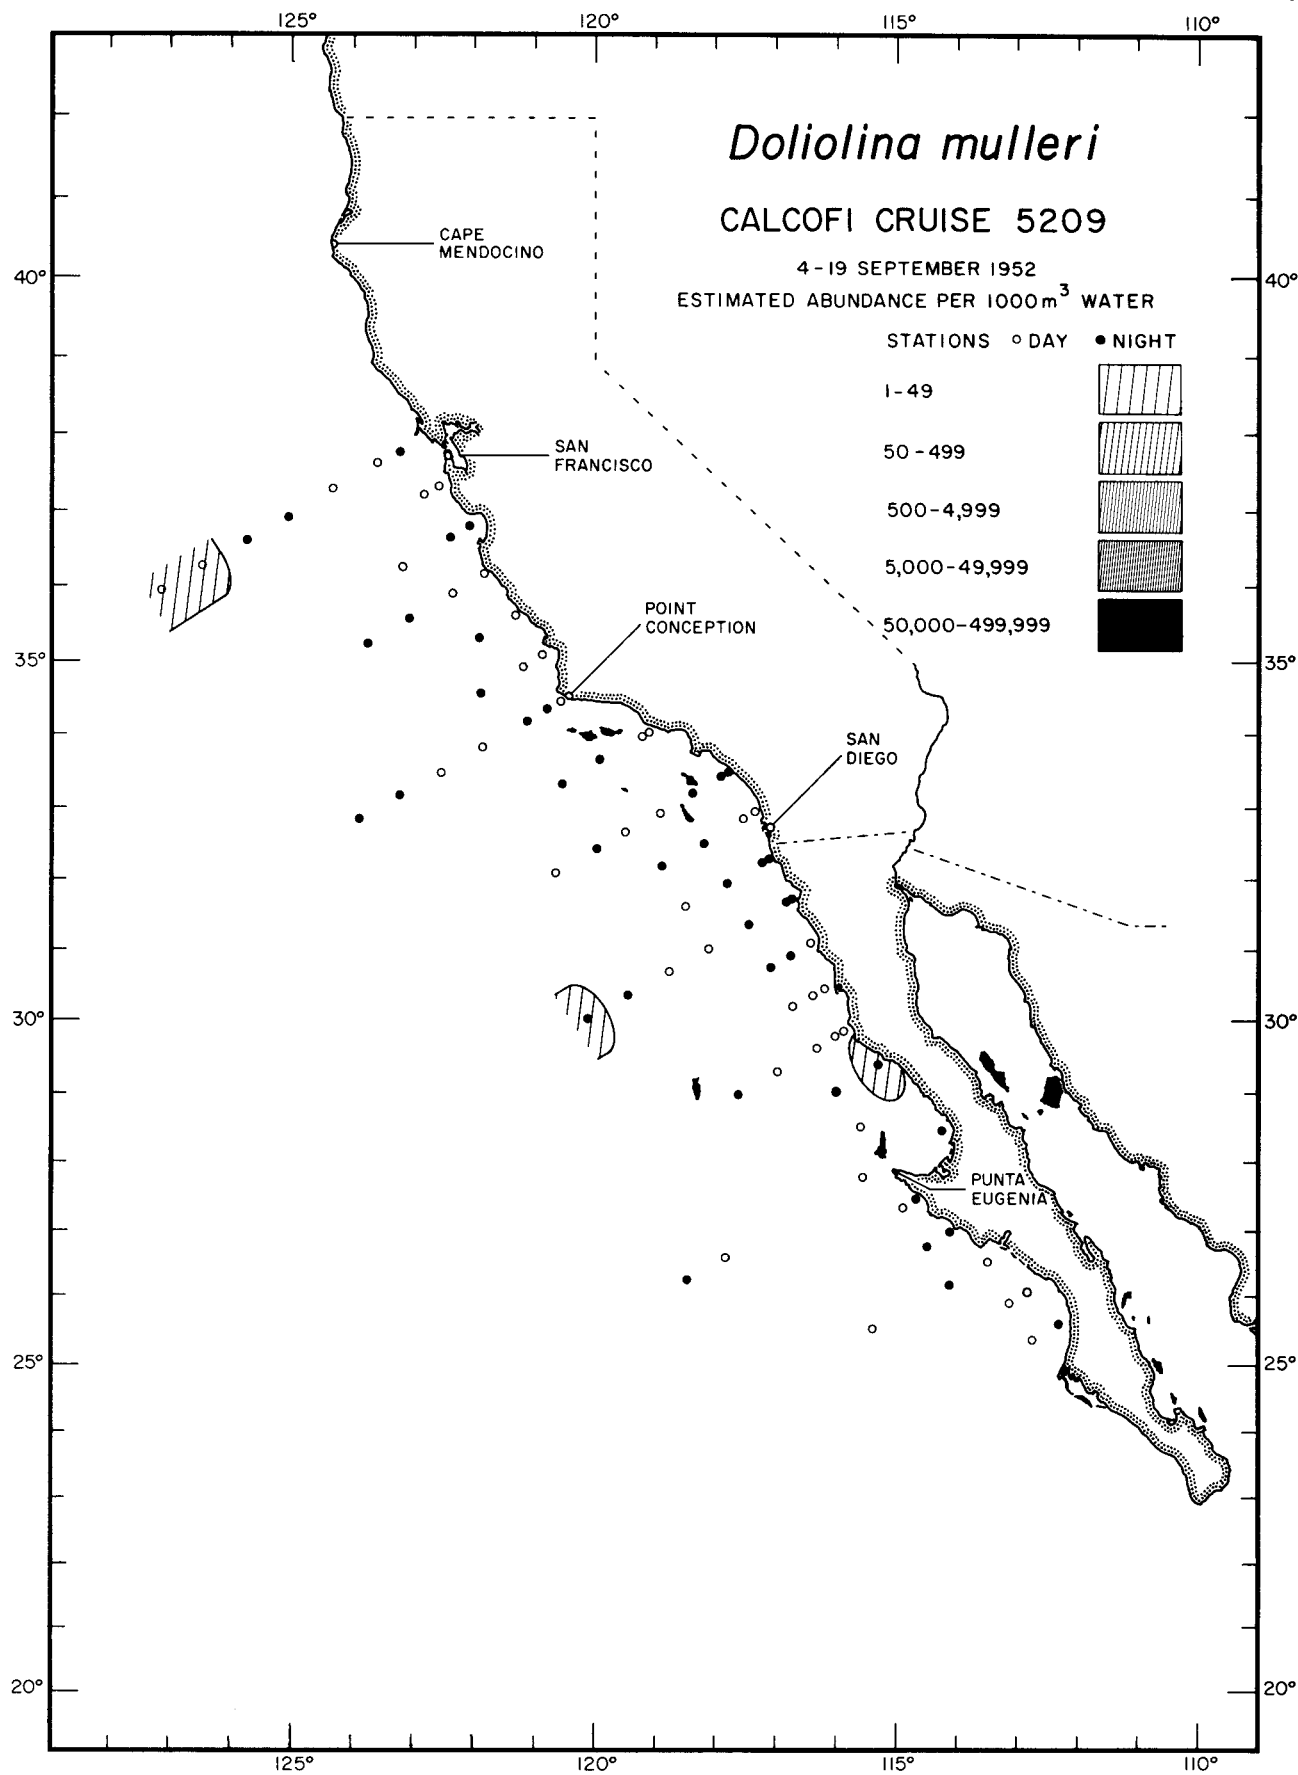 125° 120° 115° 110°
Doliolina mulleri
CALCOFI CRUISE 5209
4-19 SEPTEMBER 1952
ESTIMATED ABUNDANCE PER 1000m³ WATER
STATIONS ○ DAY ● NIGHT
1-49
50-499
500-4,999
5,000-49,999
50,000-499,999
CAPE
MENDOCINO
40° 40°
SAN
FRANCISCO
POINT
CONCEPTION
35° 35°
SAN
DIEGO
30° 30°
PUNTA
EUGENIA
25° 25°
20° 20°
125° 120° 115° 110°